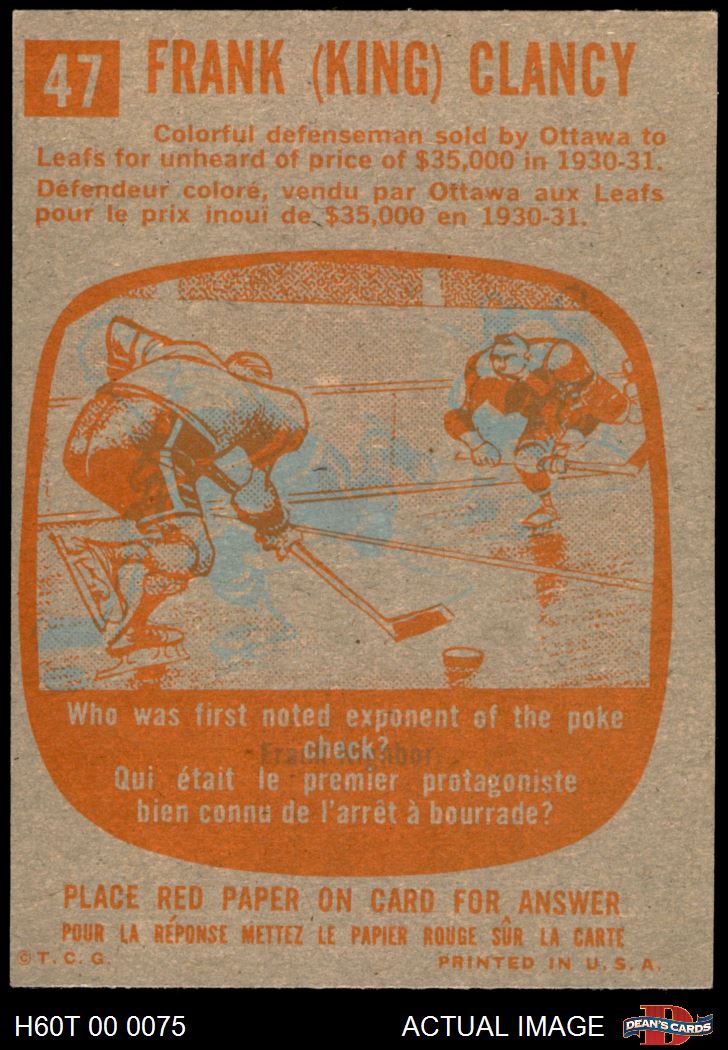 47 FRANK (KING) CLANCY
Colorful defenseman sold by Ottawa to
Leafs for unheard of price of $35,000 in 1930-31.
Défendeur coloré, vendu par Ottawa aux Leafs
pour le prix inoui de $35,000 en 1930-31.
Who was first noted exponent of the poke
check?
Qui était le premier protagoniste
bien connu de l'arrêt à bourrade?
PLACE RED PAPER ON CARD FOR ANSWER
POUR LA RÉPONSE METTEZ LE PAPIER ROUGE SÛR LA CARTE
© T. C. G.
PRINTED IN U. S. A.
H60T 00 0075
ACTUAL IMAGE
D
DEAN'S CARDS